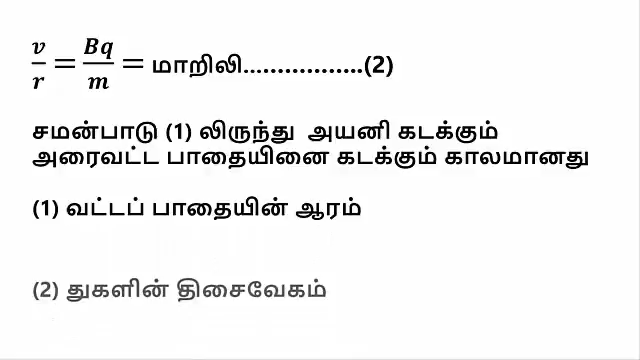 v/r = Bq/m = மாறிலி.................(2)
சமன்பாடு (1) லிருந்து அயனி கடக்கும்
அரைவட்ட பாதையினை கடக்கும் காலமானது
(1) வட்டப் பாதையின் ஆரம்
(2) துகளின் திசைவேகம்